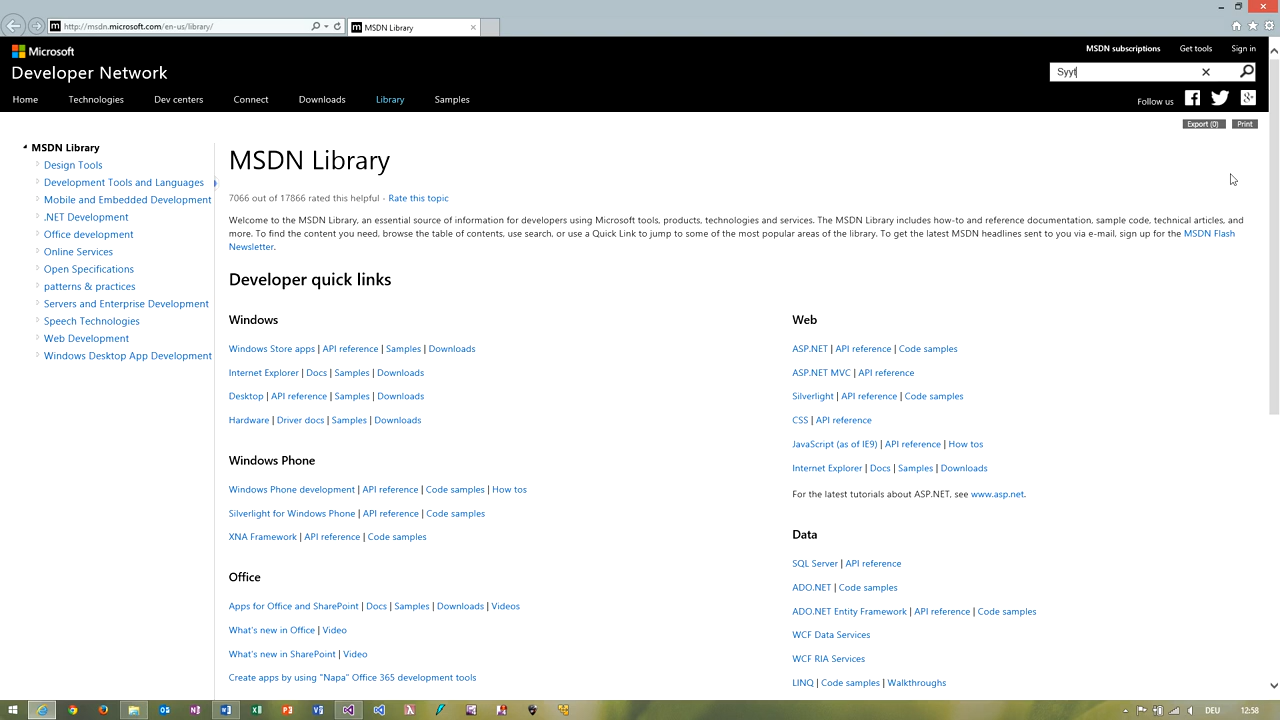 http://msdn.microsoft.com/en-us/library/
MSDN Library
Microsoft
MSDN subscriptions Get tools Sign in
Developer Network
Syyt
Home Technologies Dev centers Connect Downloads Library Samples
Follow us
Export (0) Print
MSDN Library
Design Tools
Development Tools and Languages
Mobile and Embedded Development
.NET Development
Office development
Online Services
Open Specifications
patterns & practices
Servers and Enterprise Development
Speech Technologies
Web Development
Windows Desktop App Development
MSDN Library
7066 out of 17866 rated this helpful - Rate this topic
Welcome to the MSDN Library, an essential source of information for developers using Microsoft tools, products, technologies and services. The MSDN Library includes how-to and reference documentation, sample code, technical articles, and
more. To find the content you need, browse the table of contents, use search, or use a Quick Link to jump to some of the most popular areas of the library. To get the latest MSDN headlines sent to you via e-mail, sign up for the MSDN Flash
Newsletter.
Developer quick links
Windows
Windows Store apps | API reference | Samples | Downloads
Internet Explorer | Docs | Samples | Downloads
Desktop | API reference | Samples | Downloads
Hardware | Driver docs | Samples | Downloads
Windows Phone
Windows Phone development | API reference | Code samples | How tos
Silverlight for Windows Phone | API reference | Code samples
XNA Framework | API reference | Code samples
Office
Apps for Office and SharePoint | Docs | Samples | Downloads | Videos
What's new in Office | Video
What's new in SharePoint | Video
Create apps by using "Napa" Office 365 development tools
Web
ASP.NET | API reference | Code samples
ASP.NET MVC | API reference
Silverlight | API reference | Code samples
CSS | API reference
JavaScript (as of IE9) | API reference | How tos
Internet Explorer | Docs | Samples | Downloads
For the latest tutorials about ASP.NET, see www.asp.net.
Data
SQL Server | API reference
ADO.NET | Code samples
ADO.NET Entity Framework | API reference | Code samples
WCF Data Services
WCF RIA Services
LINQ | Code samples | Walkthroughs
DEU 12:58